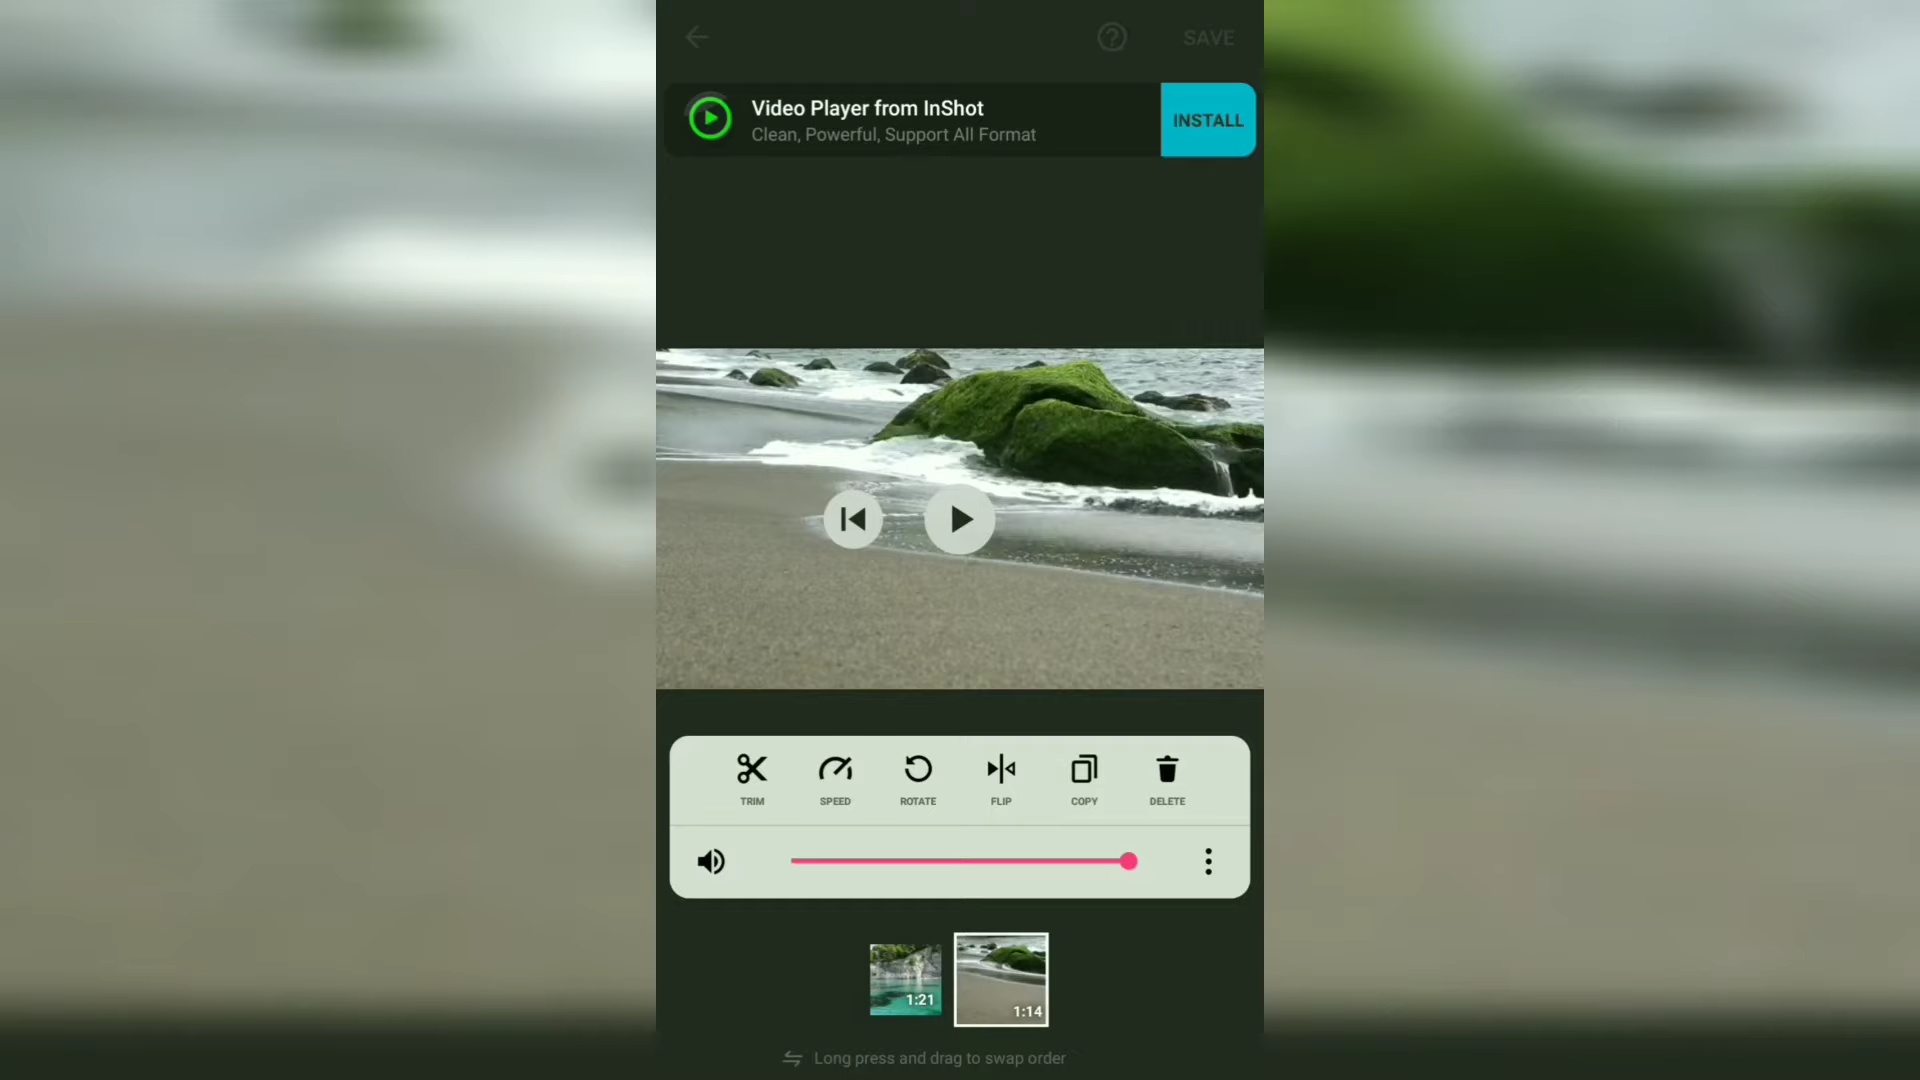 SAVE
Video Player from InShot
Clean, Powerful, Support All Format
INSTALL
TRIM
SPEED
ROTATE
FLIP
COPY
DELETE
1:21
1:14
Long press and drag to swap order